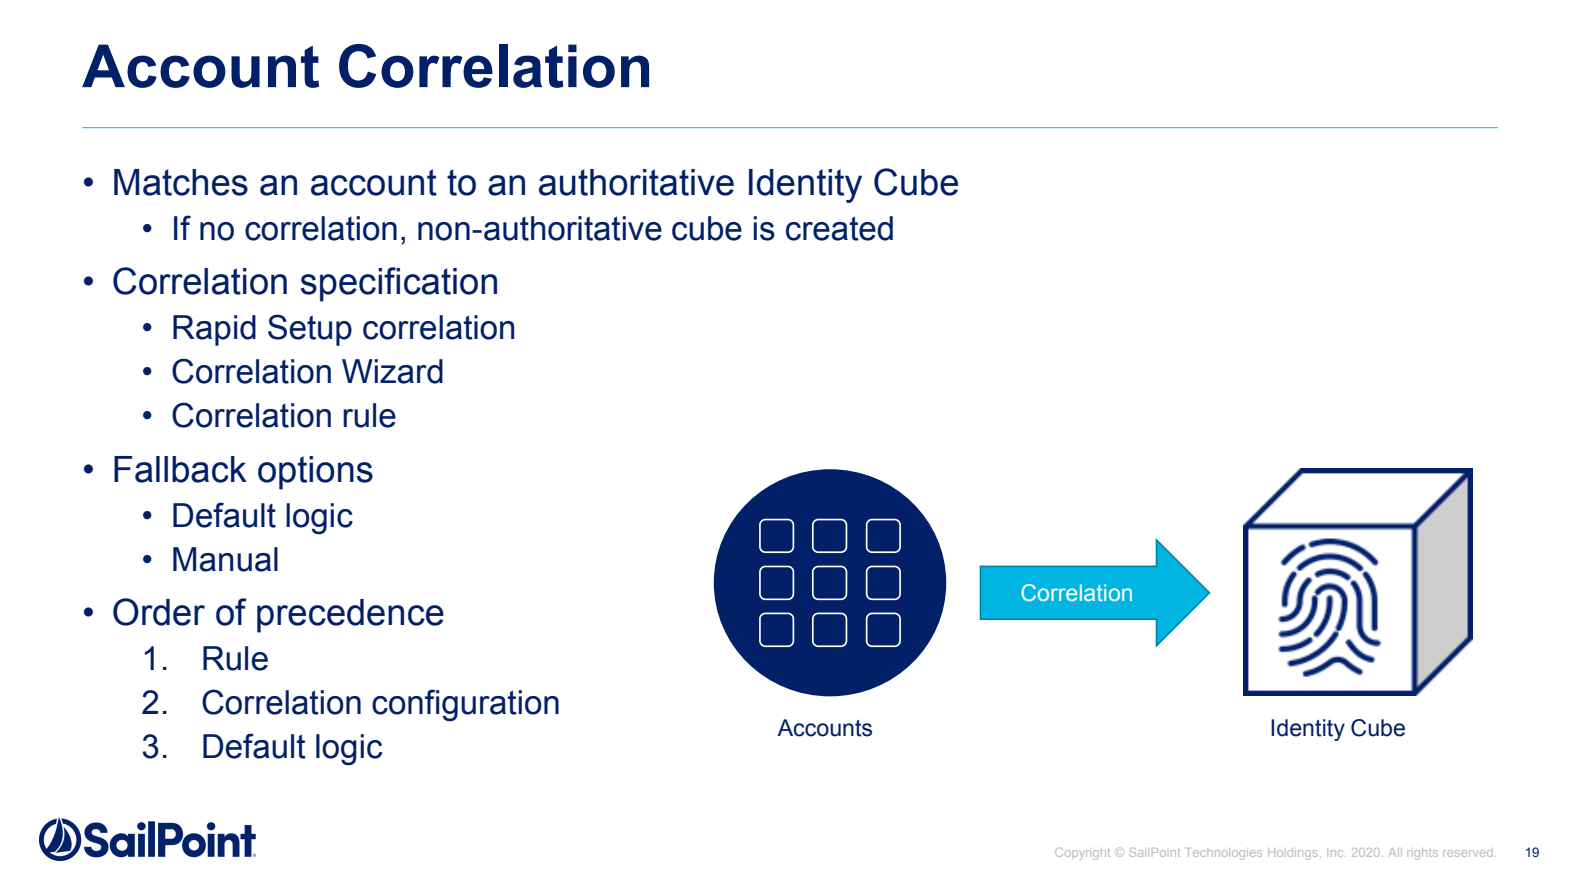 Account Correlation
• Matches an account to an authoritative Identity Cube
• If no correlation, non-authoritative cube is created
• Correlation specification
• Rapid Setup correlation
• Correlation Wizard
• Correlation rule
• Fallback options
• Default logic
• Manual
• Order of precedence
1. Rule
2. Correlation configuration
3. Default logic
Correlation
Accounts
Identity Cube
SailPoint
Copyright © SailPoint Technologies Holdings, Inc. 2020. All rights reserved.
19